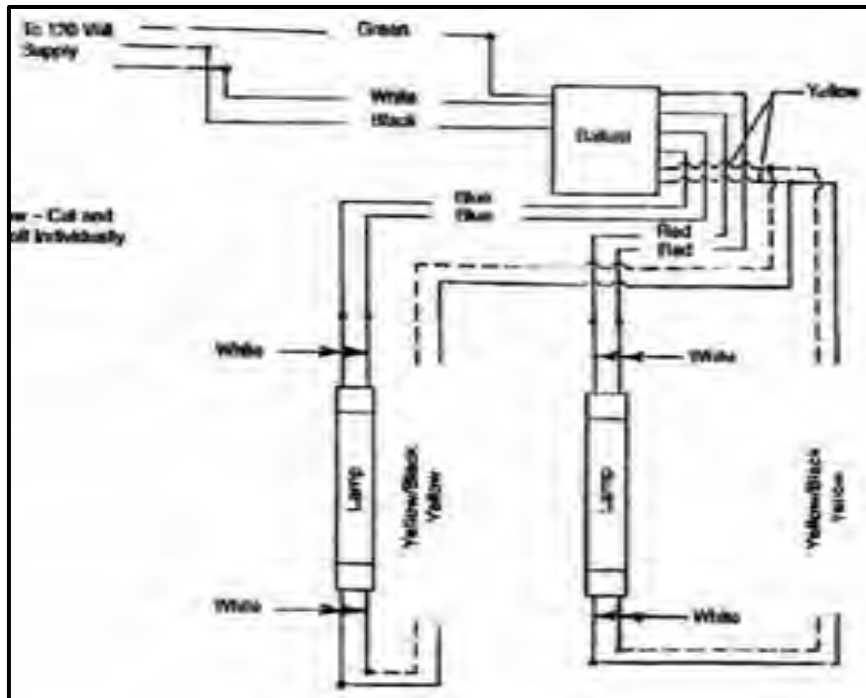 To 120 Volt
Supply
Green
White
Black
Ballast
Yellow
Blue
Blue
Cut and
Individually
Red
Red
White
White
Lamp
Yellow/Black
Yellow
Lamp
Yellow/Black
Yellow
White
White